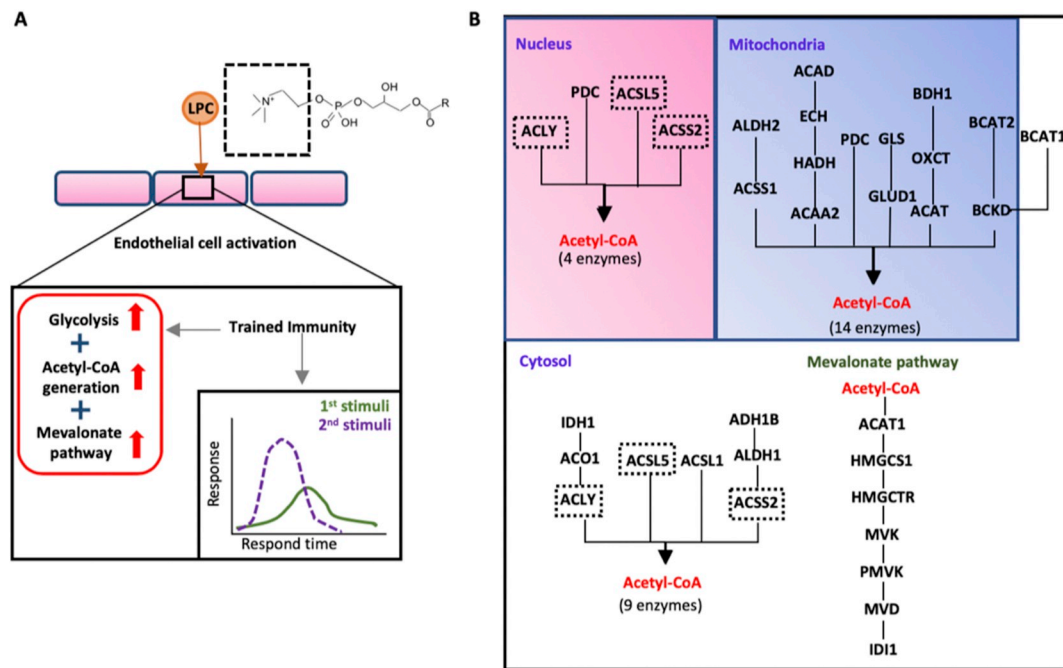 A
LPC
N+
O
O
P
OH
O
OH
O
O
R
Endothelial cell activation
Glycolysis
+
Acetyl-CoA
generation
+
Mevalonate
pathway
Trained Immunity
1st stimuli
2nd stimuli
Response
Respond time
B
Nucleus
PDC
ACSL5
ACLY
ACSS2
Acetyl-CoA
(4 enzymes)
Mitochondria
ACAD
BDH1
ECH
ALDH2
PDC
GLS
BCAT2
BCAT1
HADH
OXCT
ACSS1
GLUD1
ACAA2
ACAT
BCKD
Acetyl-CoA
(14 enzymes)
Cytosol
IDH1
ADH1B
ACO1
ACSL5
ACSL1
ALDH1
ACLY
ACSS2
Acetyl-CoA
(9 enzymes)
Mevalonate pathway
Acetyl-CoA
ACAT1
HMGCS1
HMGCTR
MVK
PMVK
MVD
IDI1